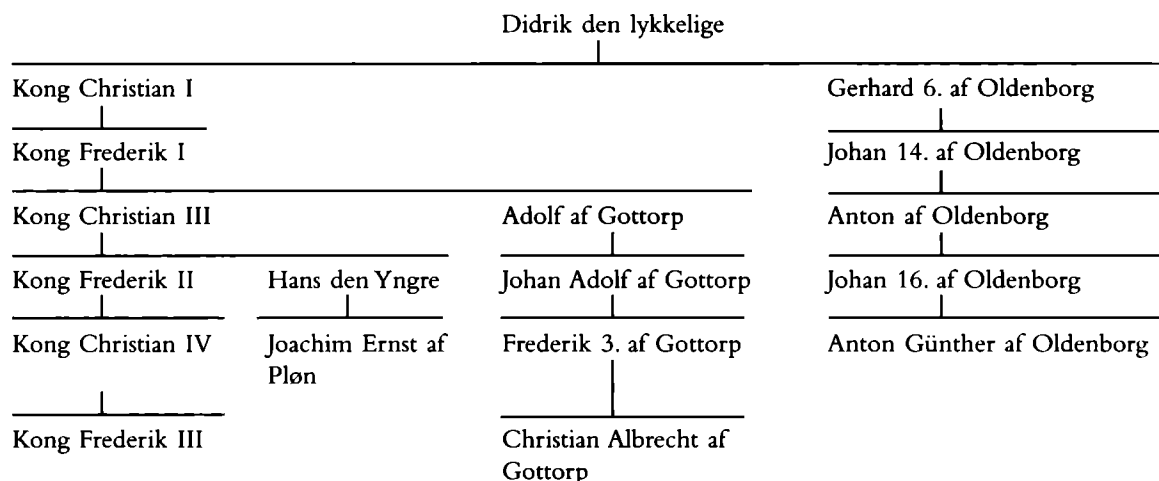 Didrik den lykkelige
Kong Christian I
Gerhard 6. af Oldenborg
Kong Frederik I
Johan 14. af Oldenborg
Kong Christian III
Adolf af Gottorp
Anton af Oldenborg
Kong Frederik II
Hans den Yngre
Johan Adolf af Gottorp
Johan 16. af Oldenborg
Kong Christian IV
Joachim Ernst af
Pløn
Frederik 3. af Gottorp
Anton Günther af Oldenborg
Kong Frederik III
Christian Albrecht af
Gottorp